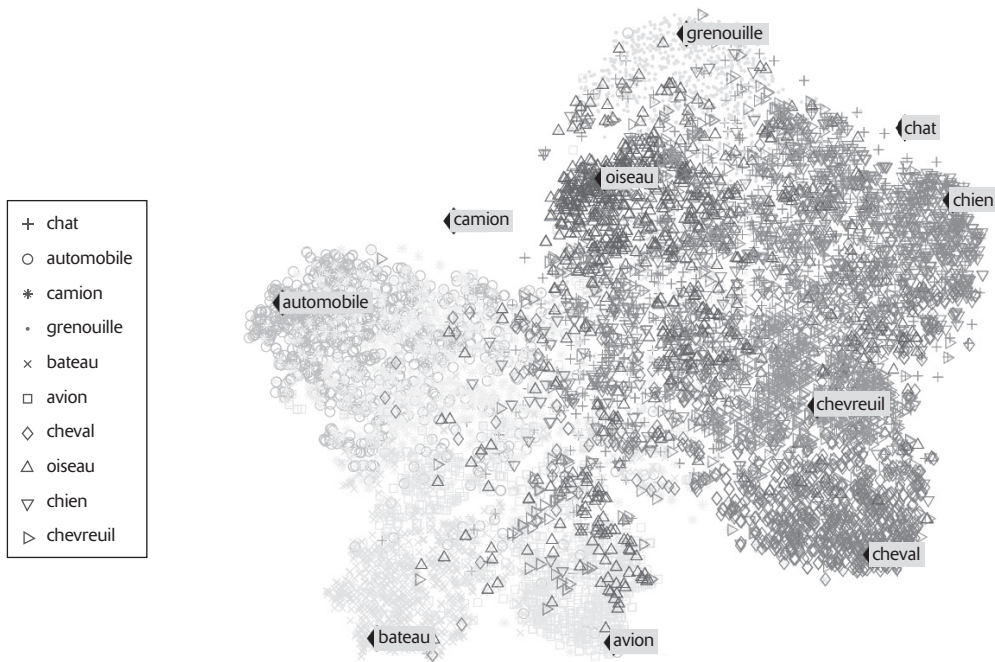 chat
automobile
camion
grenouille
bateau
avion
cheval
oiseau
chien
chevreuil
grenouille
chat
oiseau
chien
camion
automobile
chevreuil
cheval
bateau
avion